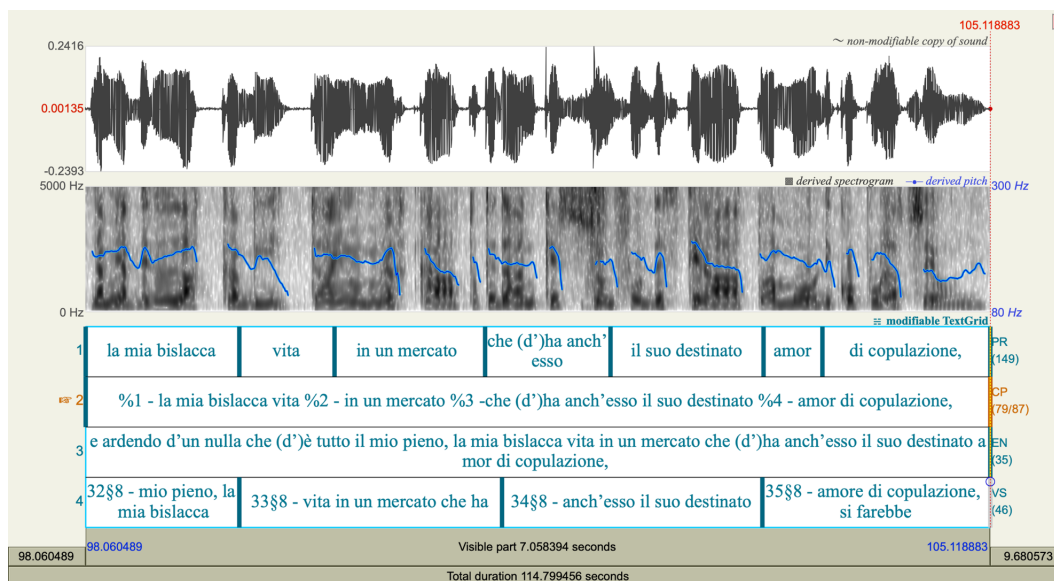 105.118883
~ non-modifiable copy of sound
0.2416
0.00135
-0.2393
5000 Hz
derived spectrogram
derived pitch
300 Hz
0 Hz
80 Hz
modifiable TextGrid
1
la mia bislacca
vita
in un mercato
che (d’)ha anch’
esso
il suo destinato
amor
di copulazione,
PR
(149)
☞ 2
%1 - la mia bislacca vita %2 - in un mercato %3 -che (d’)ha anch’esso il suo destinato %4 - amor di copulazione,
CP
(79/87)
3
e ardendo d’un nulla che (d’)è tutto il mio pieno, la mia bislacca vita in un mercato che (d’)ha anch’esso il suo destinato a
mor di copulazione,
EN
(35)
4
32§8 - mio pieno, la
mia bislacca
33§8 - vita in un mercato che ha
34§8 - anch’esso il suo destinato
35§8 - amore di copulazione,
si farebbe
VS
(46)
98.060489
98.060489
Visible part 7.058394 seconds
105.118883
9.680573
Total duration 114.799456 seconds